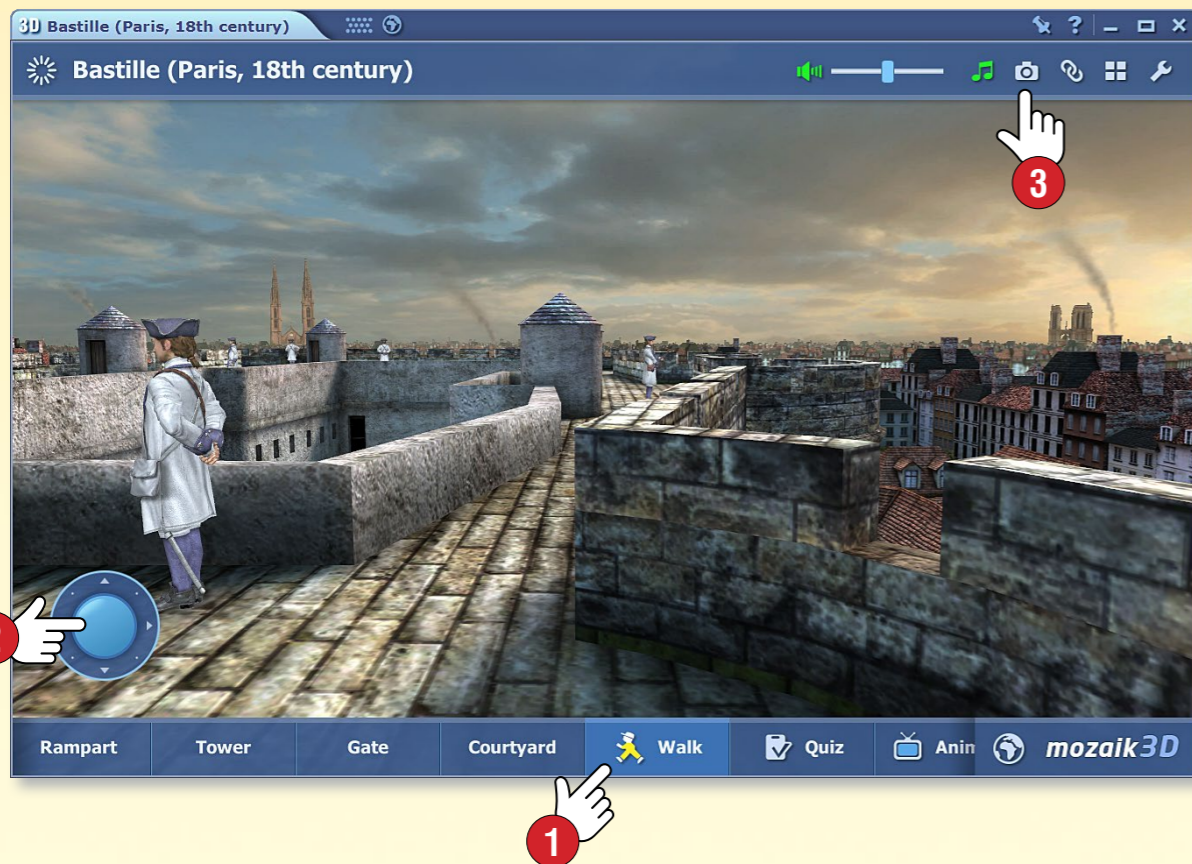 3D Bastille (Paris, 18th century)
?
Bastille (Paris, 18th century)
3
Rampart Tower Gate Courtyard Walk Quiz Anim mozaik3D
1